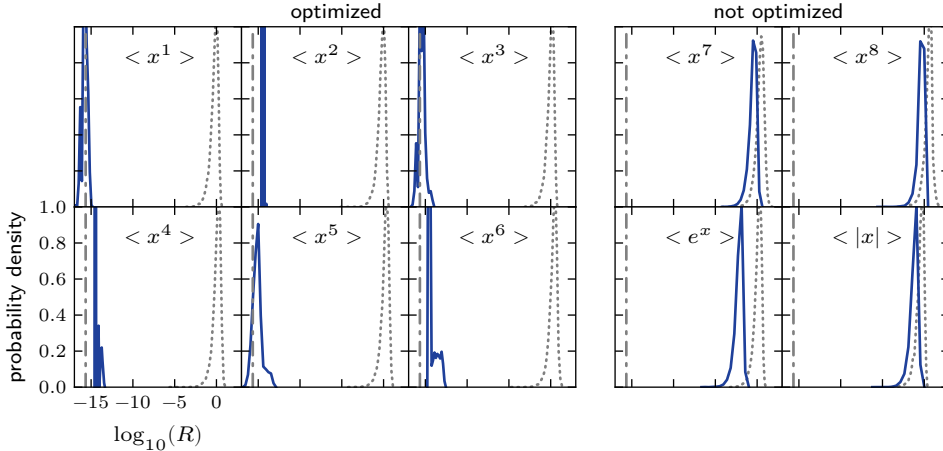 optimized
not optimized
< x^1 >
< x^2 >
< x^3 >
< x^7 >
< x^8 >
1.0
0.8
0.6
0.4
0.2
0.0
probability density
< x^4 >
< x^5 >
< x^6 >
< e^x >
< |x| >
−15
−10
−5
0
log_10(R)